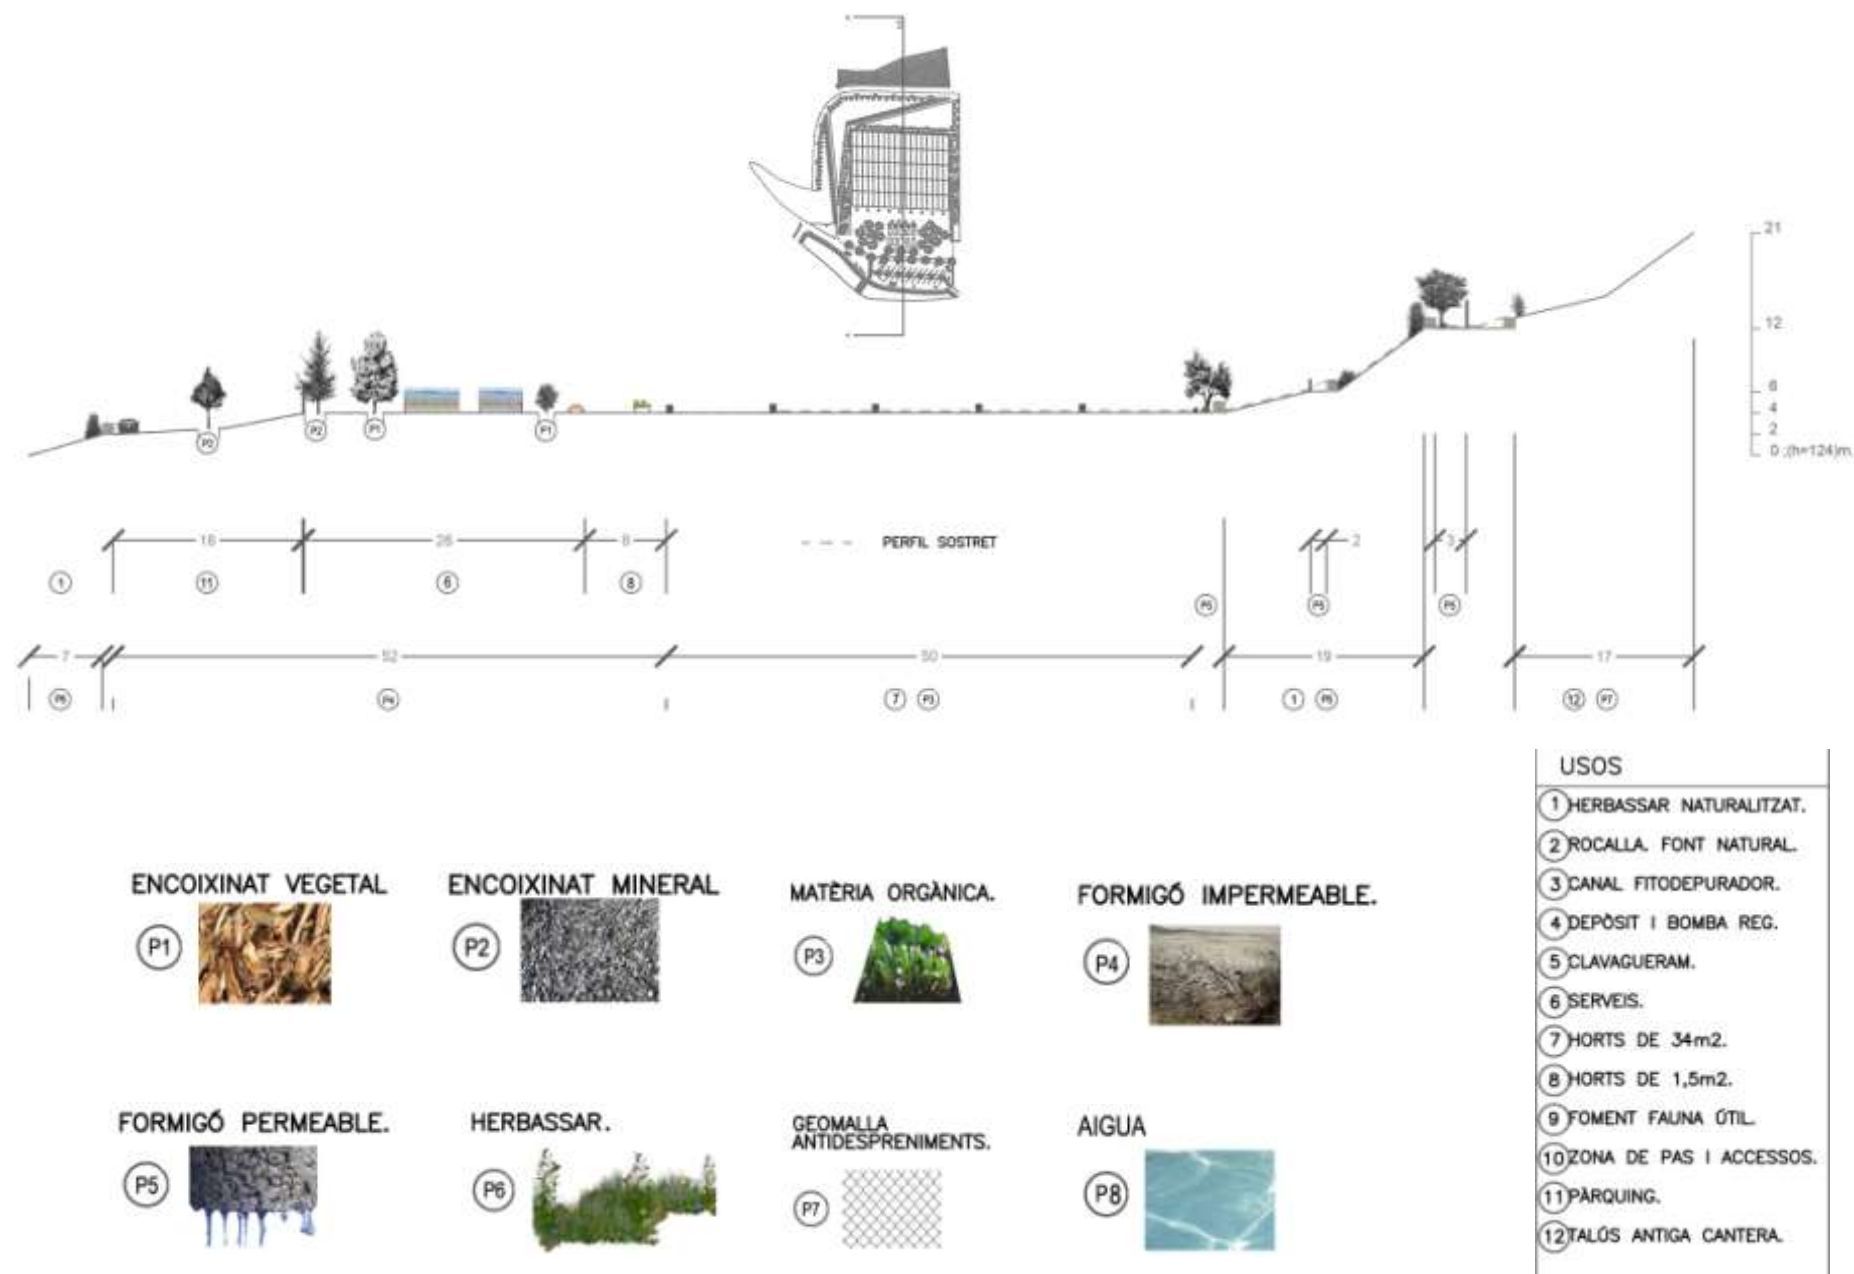 21
12
6
4
2
0 ;(h=124)m.
P2 P2 P1 P1
18 26 8 PERFIL SOSTRET 2 3
1 11 6 8
P5 P5 P5
7 52 50 19 17
P6 P4 7 P3 1 P6 12 P7
USOS
1 HERBASSAR NATURALITZAT.
2 ROCALLA. FONT NATURAL.
3 CANAL FITODEPURADOR.
4 DEPÒSIT I BOMBA REG.
5 CLAVAGUERAM.
6 SERVEIS.
7 HORTS DE 34m2.
8 HORTS DE 1,5m2.
9 FOMENT FAUNA ÚTIL.
10 ZONA DE PAS I ACCESSOS.
11 PÀRQUING.
12 TALÚS ANTIGA CANTERA.
ENCOIXINAT VEGETAL
P1
ENCOIXINAT MINERAL
P2
MATÈRIA ORGÀNICA.
P3
FORMIGÓ IMPERMEABLE.
P4
FORMIGÓ PERMEABLE.
P5
HERBASSAR.
P6
GEOMALLA
ANTIDESPRENIMENTS.
P7
AIGUA
P8